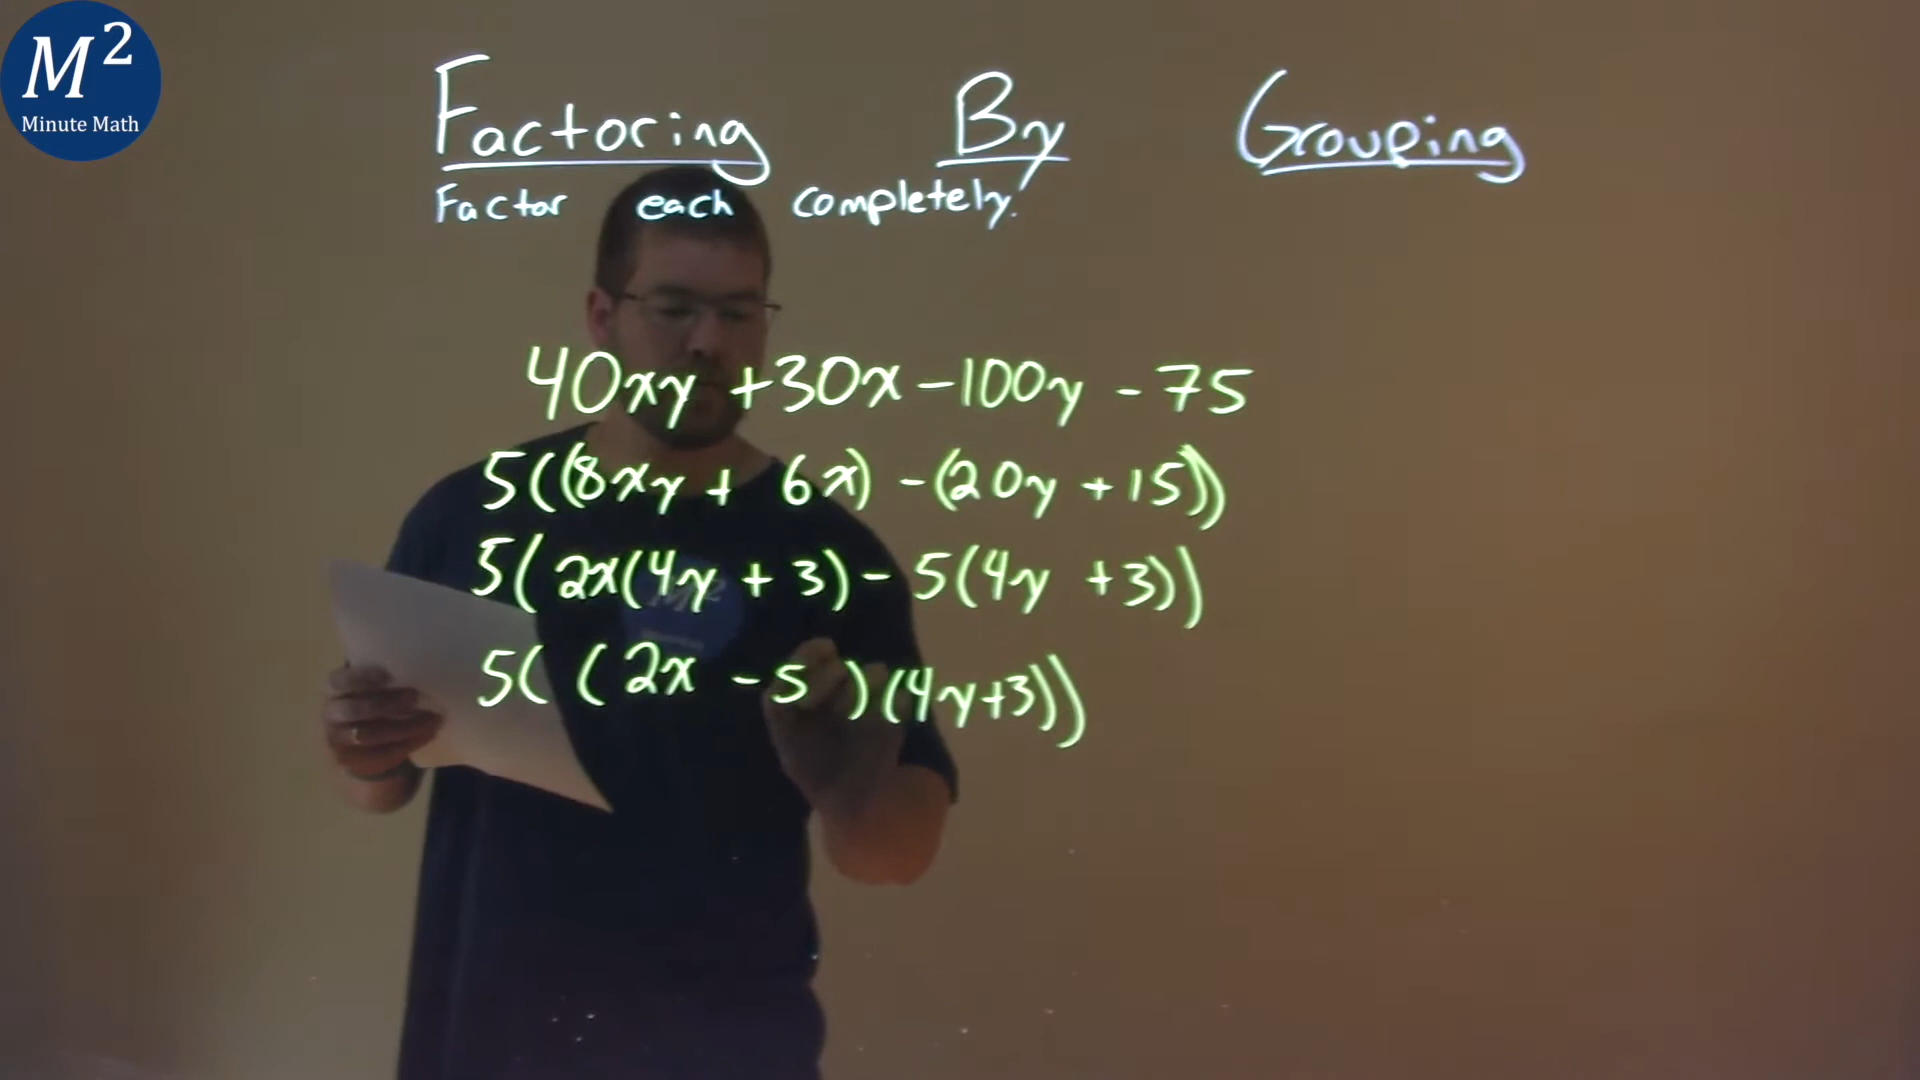 M²
Minute Math
Factoring By Grouping
Factor each completely.
40xy +30x -100y -75
5((8xy + 6x) -(20y +15))
5(2x(4y + 3) - 5(4y +3))
5((2x -5)(4y+3))
M²